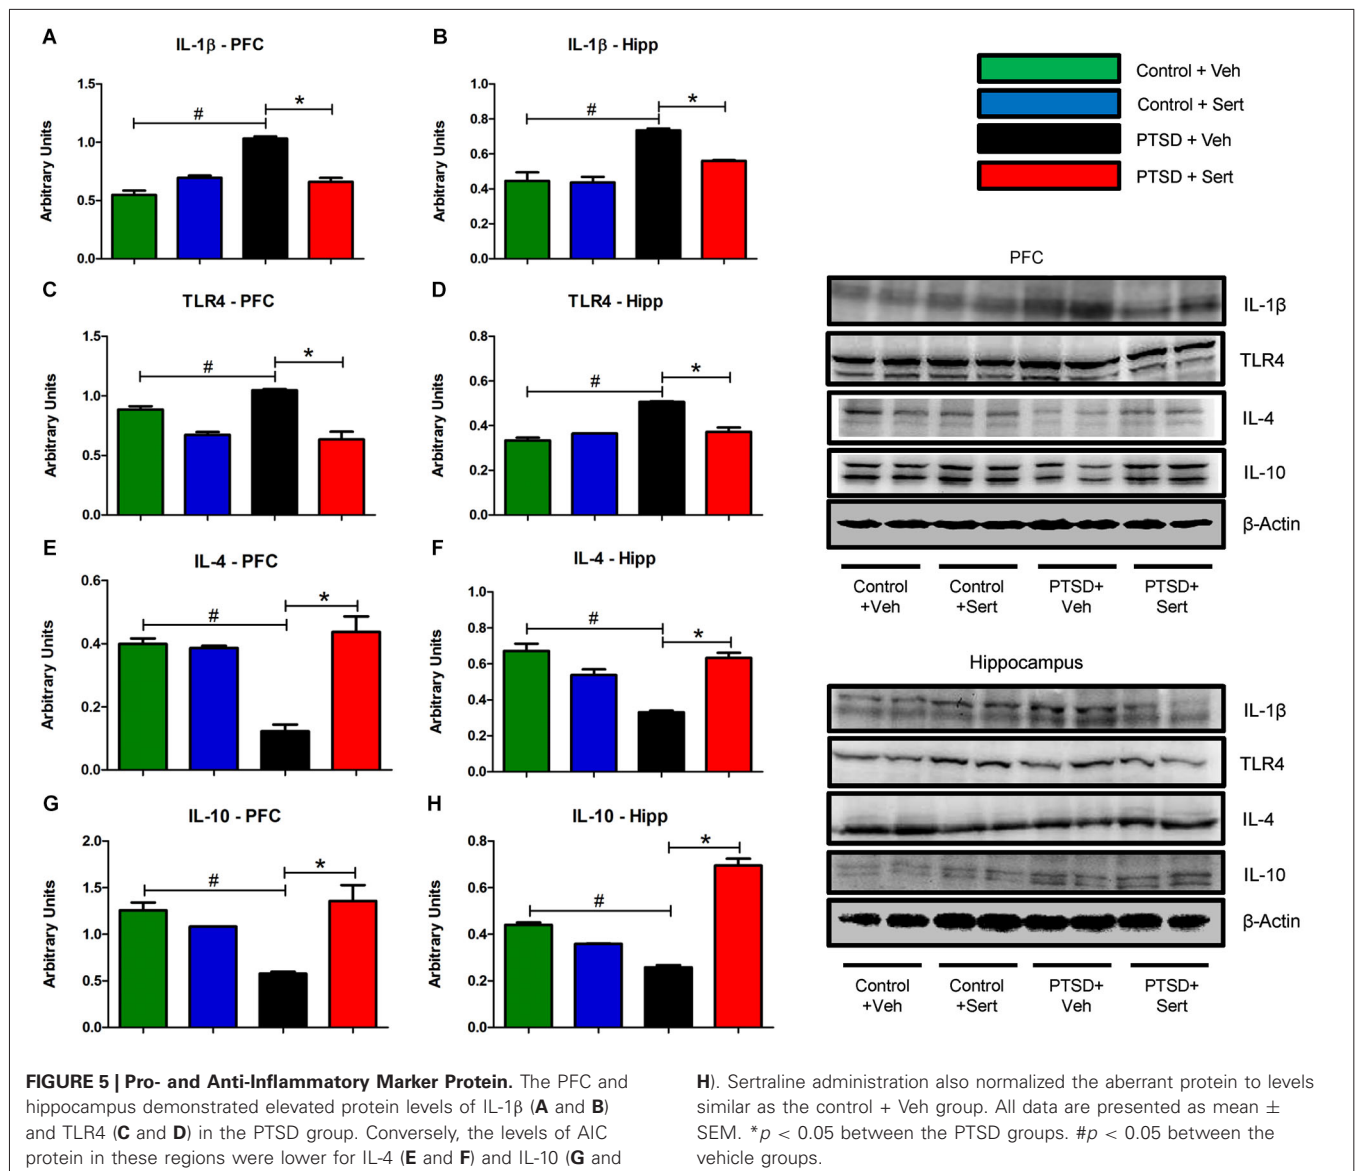 A
IL-1β - PFC
Arbitrary Units
1.5
1.0
0.5
0.0
#
*
B
IL-1β - Hipp
Arbitrary Units
0.8
0.6
0.4
0.2
0.0
#
*
Control + Veh
Control + Sert
PTSD + Veh
PTSD + Sert
C
TLR4 - PFC
Arbitrary Units
1.5
1.0
0.5
0.0
#
*
D
TLR4 - Hipp
Arbitrary Units
0.8
0.6
0.4
0.2
0.0
#
*
E
IL-4 - PFC
Arbitrary Units
0.6
0.4
0.2
0.0
#
*
F
IL-4 - Hipp
Arbitrary Units
1.0
0.8
0.6
0.4
0.2
0.0
#
*
G
IL-10 - PFC
Arbitrary Units
2.0
1.5
1.0
0.5
0.0
#
*
H
IL-10 - Hipp
Arbitrary Units
0.8
0.6
0.4
0.2
0.0
#
*
PFC
IL-1β
TLR4
IL-4
IL-10
β-Actin
Control
+Veh
Control
+Sert
PTSD+
Veh
PTSD+
Sert
Hippocampus
IL-1β
TLR4
IL-4
IL-10
β-Actin
Control
+Veh
Control
+Sert
PTSD+
Veh
PTSD+
Sert
FIGURE 5 | Pro- and Anti-Inflammatory Marker Protein. The PFC and
hippocampus demonstrated elevated protein levels of IL-1β (A and B)
and TLR4 (C and D) in the PTSD group. Conversely, the levels of AIC
protein in these regions were lower for IL-4 (E and F) and IL-10 (G and
H). Sertraline administration also normalized the aberrant protein to levels
similar as the control + Veh group. All data are presented as mean ±
SEM. *p < 0.05 between the PTSD groups. #p < 0.05 between the
vehicle groups.